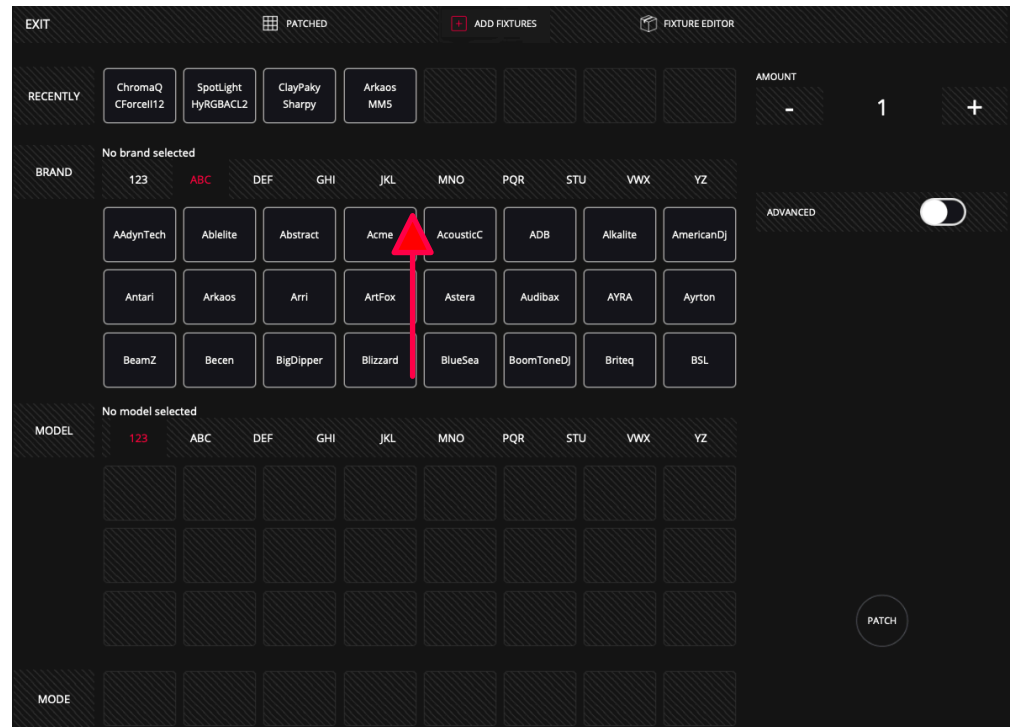 EXIT PATCHED ADD FIXTURES FIXTURE EDITOR
RECENTLY
ChromaQ CForceII12
SpotLight HyRGBACL2
ClayPaky Sharpy
Arkaos MM5
AMOUNT
- 1 +
No brand selected
BRAND
123 ABC DEF GHI JKL MNO PQR STU VWX YZ
ADVANCED
AAdynTech Ablelite Abstract Acme AcousticC ADB Alkalite AmericanDj
Antari Arkaos Arri ArtFox Astera Audibax AYRA Ayrton
BeamZ Becen BigDipper Blizzard BlueSea BoomToneDJ Briteq BSL
No model selected
MODEL
123 ABC DEF GHI JKL MNO PQR STU VWX YZ
PATCH
MODE